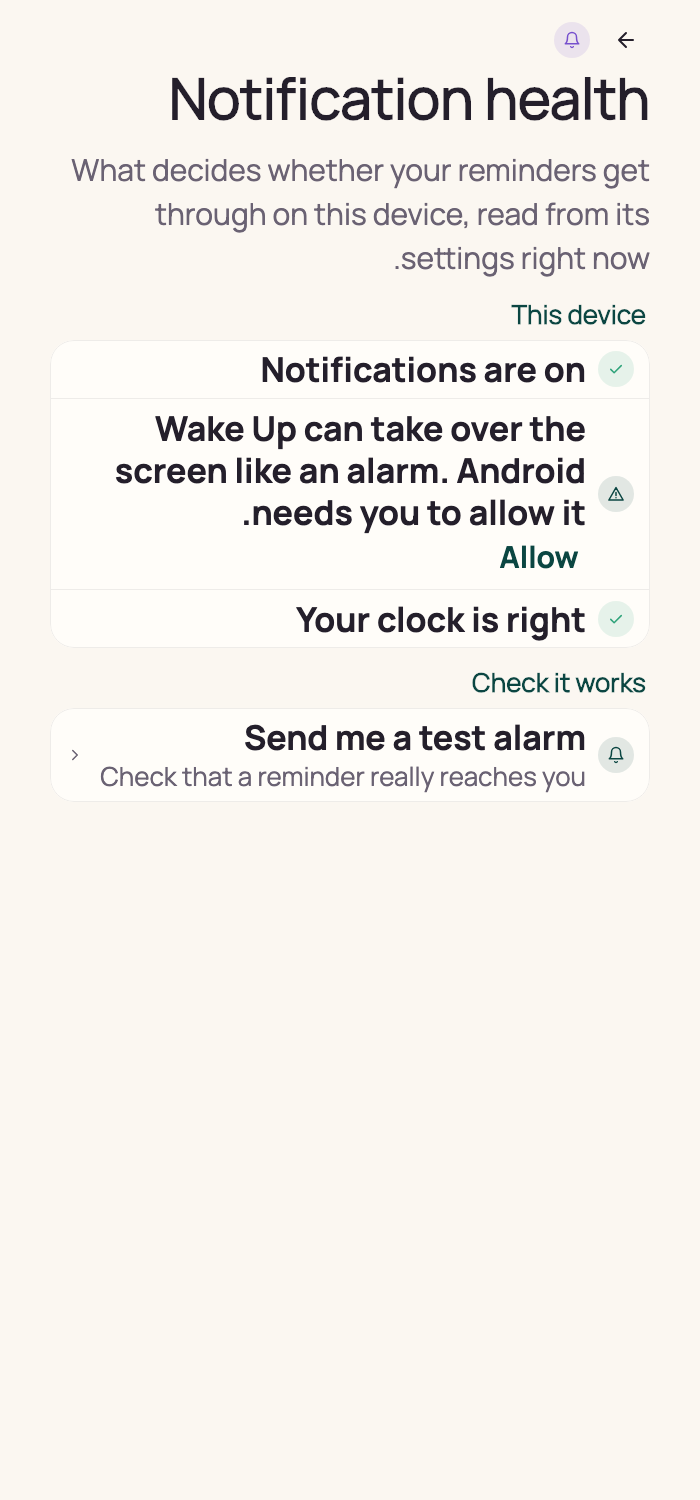 Notification health
What decides whether your reminders get
through on this device, read from its
.settings right now
This device
Notifications are on
Wake Up can take over the
screen like an alarm. Android
.needs you to allow it
Allow
Your clock is right
Check it works
Send me a test alarm
Check that a reminder really reaches you